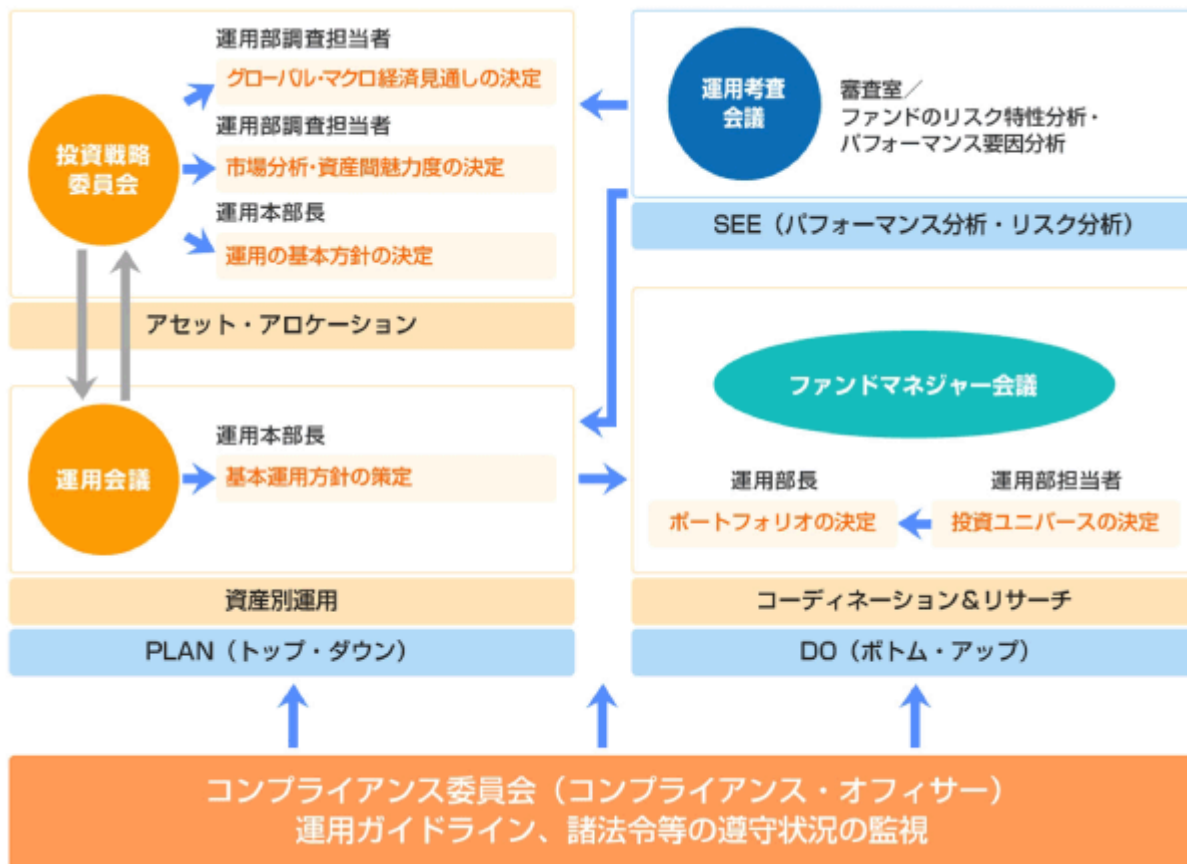 運用部調査担当者
グローバル・マクロ経済見通しの決定
運用部調査担当者
市場分析・資産間魅力度の決定
運用本部長
運用の基本方針の決定
投資戦略
委員会
アセット・アロケーション
運用会議
運用本部長
基本運用方針の策定
資産別運用
PLAN（トップ・ダウン）
運用考査
会議
審査室／
ファンドのリスク特性分析・
パフォーマンス要因分析
SEE（パフォーマンス分析・リスク分析）
ファンドマネジャー会議
運用部長
ポートフォリオの決定
運用部担当者
投資ユニバースの決定
コーディネーション＆リサーチ
DO（ボトム・アップ）
コンプライアンス委員会（コンプライアンス・オフィサー）
運用ガイドライン、諸法令等の遵守状況の監視